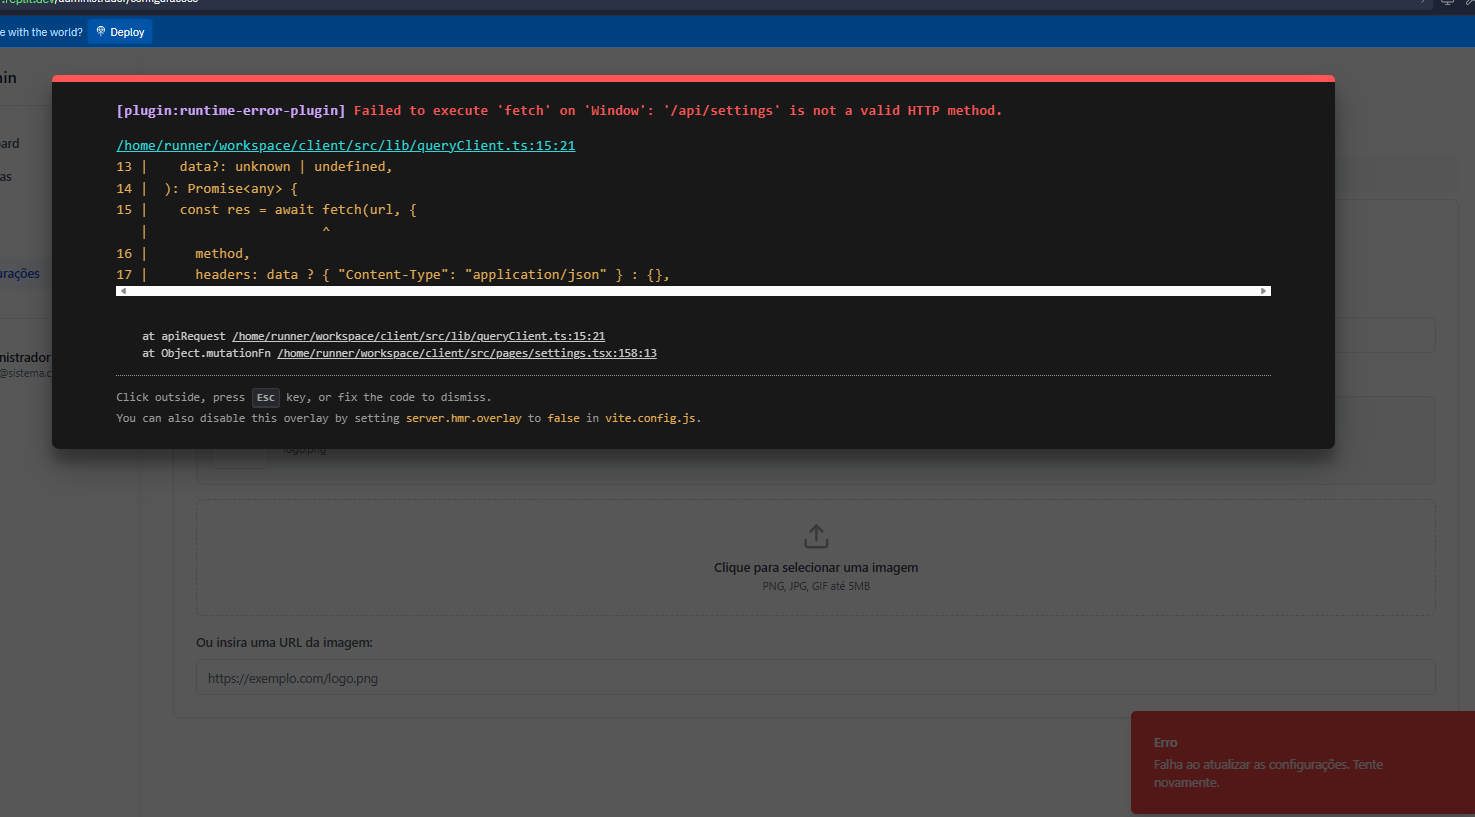 e with the world? Deploy
in
[plugin:runtime-error-plugin] Failed to execute 'fetch' on 'Window': '/api/settings' is not a valid HTTP method.
/home/runner/workspace/client/src/lib/queryClient.ts:15:21
13 |    data?: unknown | undefined,
14 |  ): Promise<any> {
15 |    const res = await fetch(url, {
   |                      ^
16 |      method,
17 |      headers: data ? { "Content-Type": "application/json" } : {},
at apiRequest /home/runner/workspace/client/src/lib/queryClient.ts:15:21
at Object.mutationFn /home/runner/workspace/client/src/pages/settings.tsx:158:13
Click outside, press Esc key, or fix the code to dismiss.
You can also disable this overlay by setting server.hmr.overlay to false in vite.config.js.
ard
as
urações
nistrador
@sistema.c
logo.png
Clique para selecionar uma imagem
PNG, JPG, GIF até 5MB
Ou insira uma URL da imagem:
https://exemplo.com/logo.png
Erro
Falha ao atualizar as configurações. Tente
novamente.